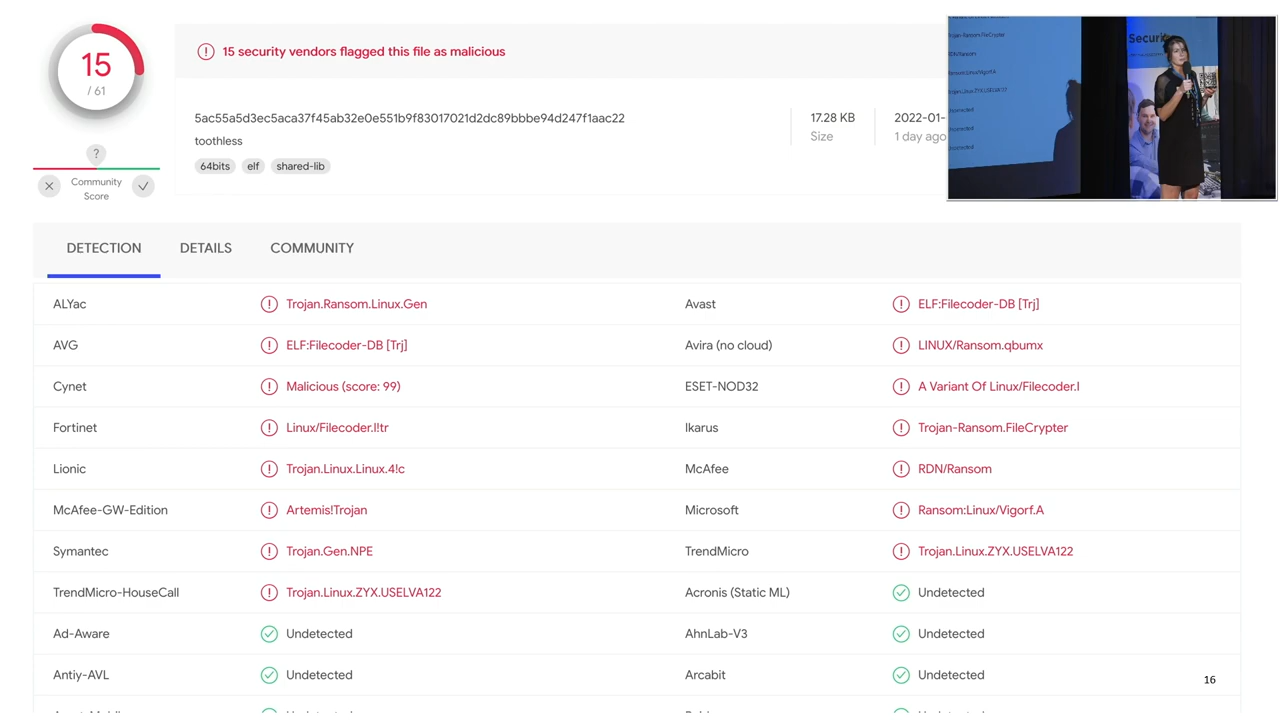 15
/ 61
?
Community
Score
15 security vendors flagged this file as malicious
5ac55a5d3ec5aca37f45ab32e0e551b9f83017021d2dc89bbbe94d247f1aac22
toothless
64bits elf shared-lib
17.28 KB
Size
2022-01-
1 day ago
Security
DETECTION DETAILS COMMUNITY
ALYac Trojan.Ransom.Linux.Gen Avast ELF:Filecoder-DB [Trj]
AVG ELF:Filecoder-DB [Trj] Avira (no cloud) LINUX/Ransom.qbumx
Cynet Malicious (score: 99) ESET-NOD32 A Variant Of Linux/Filecoder.I
Fortinet Linux/Filecoder.I!tr Ikarus Trojan-Ransom.FileCrypter
Lionic Trojan.Linux.Linux.4!c McAfee RDN/Ransom
McAfee-GW-Edition Artemis!Trojan Microsoft Ransom:Linux/Vigorf.A
Symantec Trojan.Gen.NPE TrendMicro Trojan.Linux.ZYX.USELVA122
TrendMicro-HouseCall Trojan.Linux.ZYX.USELVA122 Acronis (Static ML) Undetected
Ad-Aware Undetected AhnLab-V3 Undetected
Antiy-AVL Undetected Arcabit Undetected
16